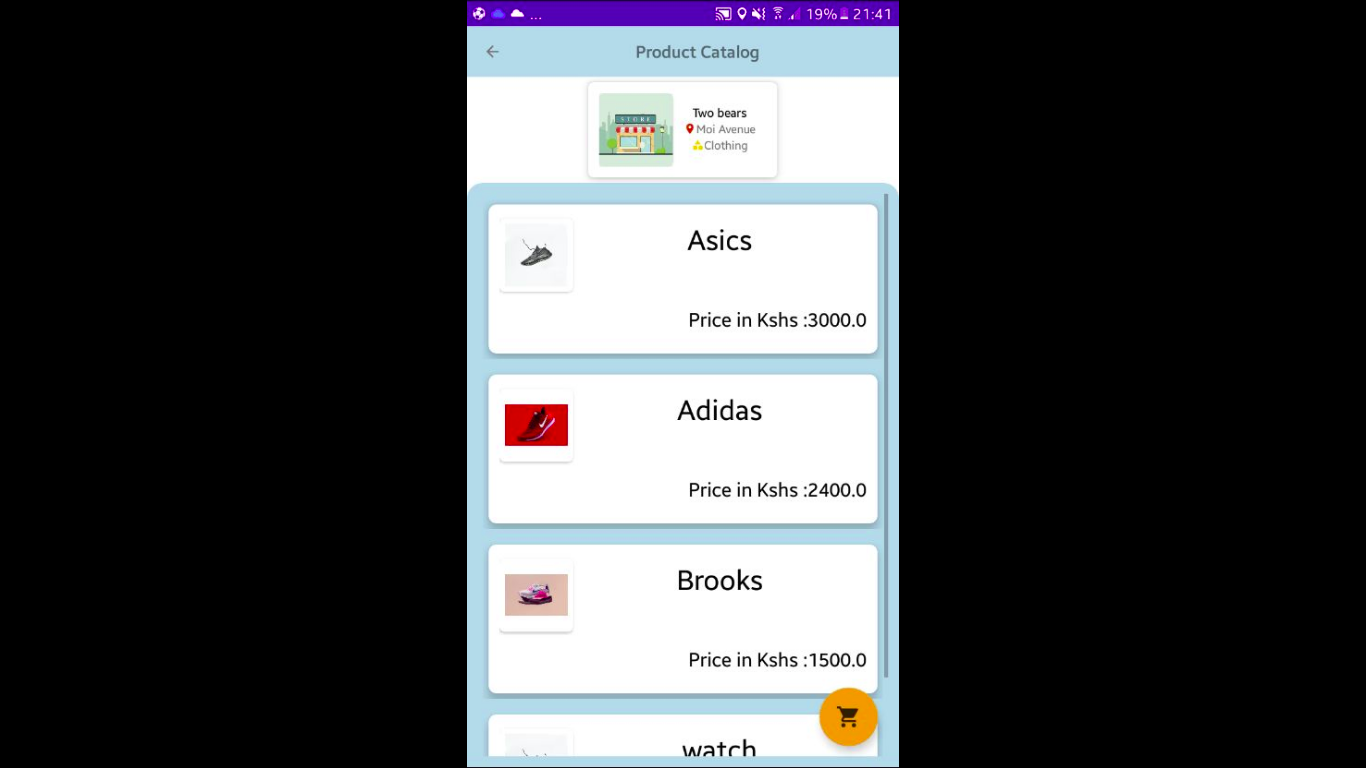 ... 19% 21:41
Product Catalog
STORE
Two bears
Moi Avenue
Clothing
Asics
Price in Kshs :3000.0
Adidas
Price in Kshs :2400.0
Brooks
Price in Kshs :1500.0
watch